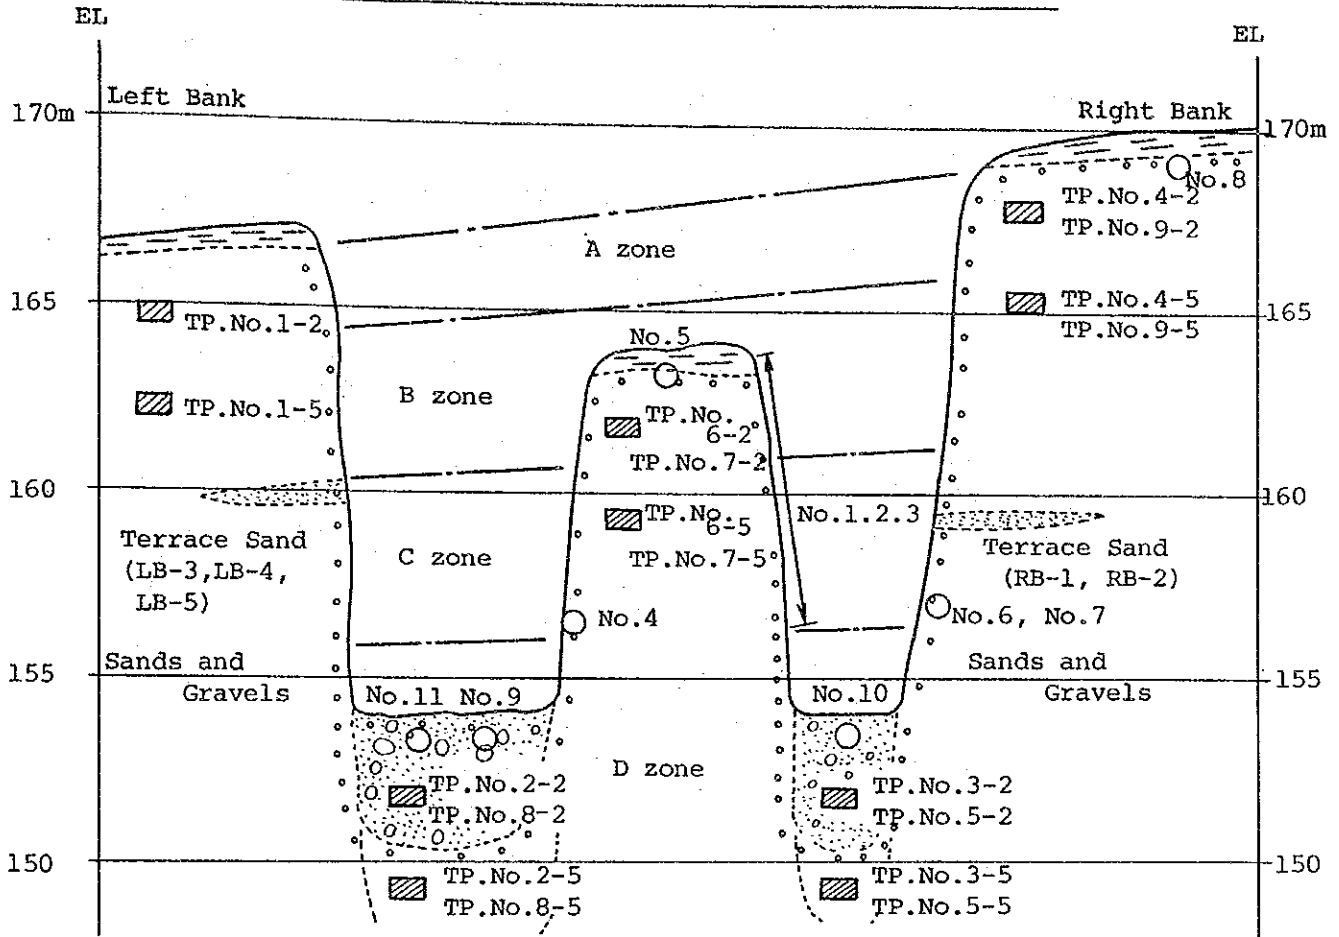 EL
EL
Left Bank
Right Bank
170m
170m
No.8
TP.No.4-2
TP.No.9-2
A zone
165
TP.No.4-5
165
TP.No.1-2
TP.No.9-5
No.5
B zone
TP.No.1-5
TP.No.
6-2
TP.No.7-2
160
160
TP.No.
6-5
No.1.2.3
Terrace Sand
(LB-3,LB-4,
LB-5)
C zone
TP.No.7-5
Terrace Sand
(RB-1, RB-2)
No.4
No.6, No.7
155
Sands and
Gravels
Sands and
Gravels
155
No.11
No.9
No.10
D zone
TP.No.2-2
TP.No.8-2
TP.No.3-2
TP.No.5-2
150
150
TP.No.2-5
TP.No.8-5
TP.No.3-5
TP.No.5-5